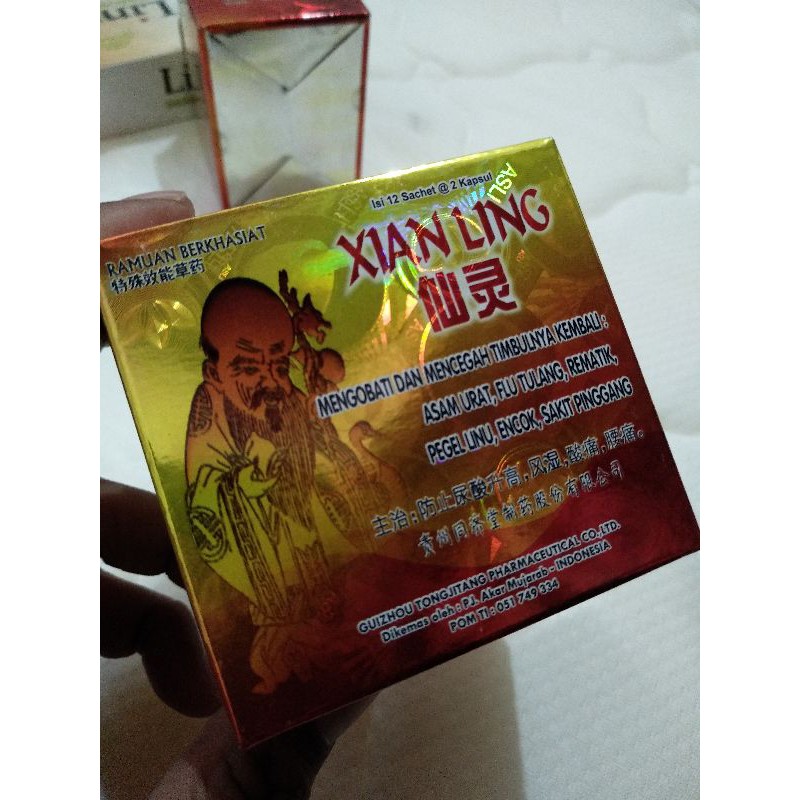 Lin
Li
ASLI
Isi 12 Sachet @ 2 Kapsul
RAMUAN BERKHASIAT
特殊效能草药
XIAN LING
仙灵
MENGOBATI DAN MENCEGAH TIMBULNYA KEMBALI :
ASAM URAT, FLU TULANG, REMATIK,
PEGEL LINU, ENCOK, SAKIT PINGGANG
主治:防止尿酸升高,风湿,酸痛,腰痛。
贵州同济堂制药股份有限公司
GUIZHOU TONGJITANG PHARMACEUTICAL CO.,LTD.
Dikemas oleh : PJ. Akar Mujarab - INDONESIA
POM TI : 051 749 334